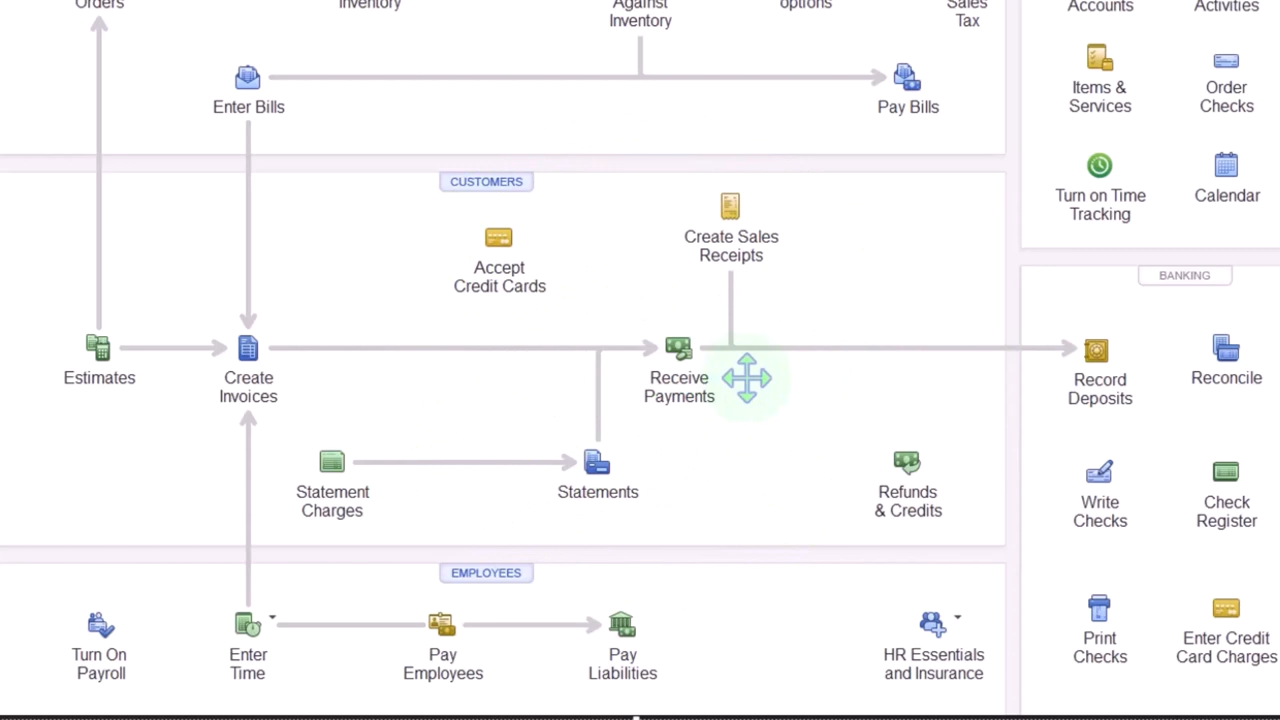 Orders
Inventory
Against
Inventory
options
Sales
Tax
Accounts
Activities
Enter Bills
Pay Bills
Items &
Services
Order
Checks
Turn on Time
Tracking
Calendar
CUSTOMERS
Create Sales
Receipts
Accept
Credit Cards
Estimates
Create
Invoices
Receive
Payments
Statement
Charges
Statements
Refunds
& Credits
BANKING
Record
Deposits
Reconcile
Write
Checks
Check
Register
Print
Checks
Enter Credit
Card Charges
EMPLOYEES
Turn On
Payroll
Enter
Time
Pay
Employees
Pay
Liabilities
HR Essentials
and Insurance